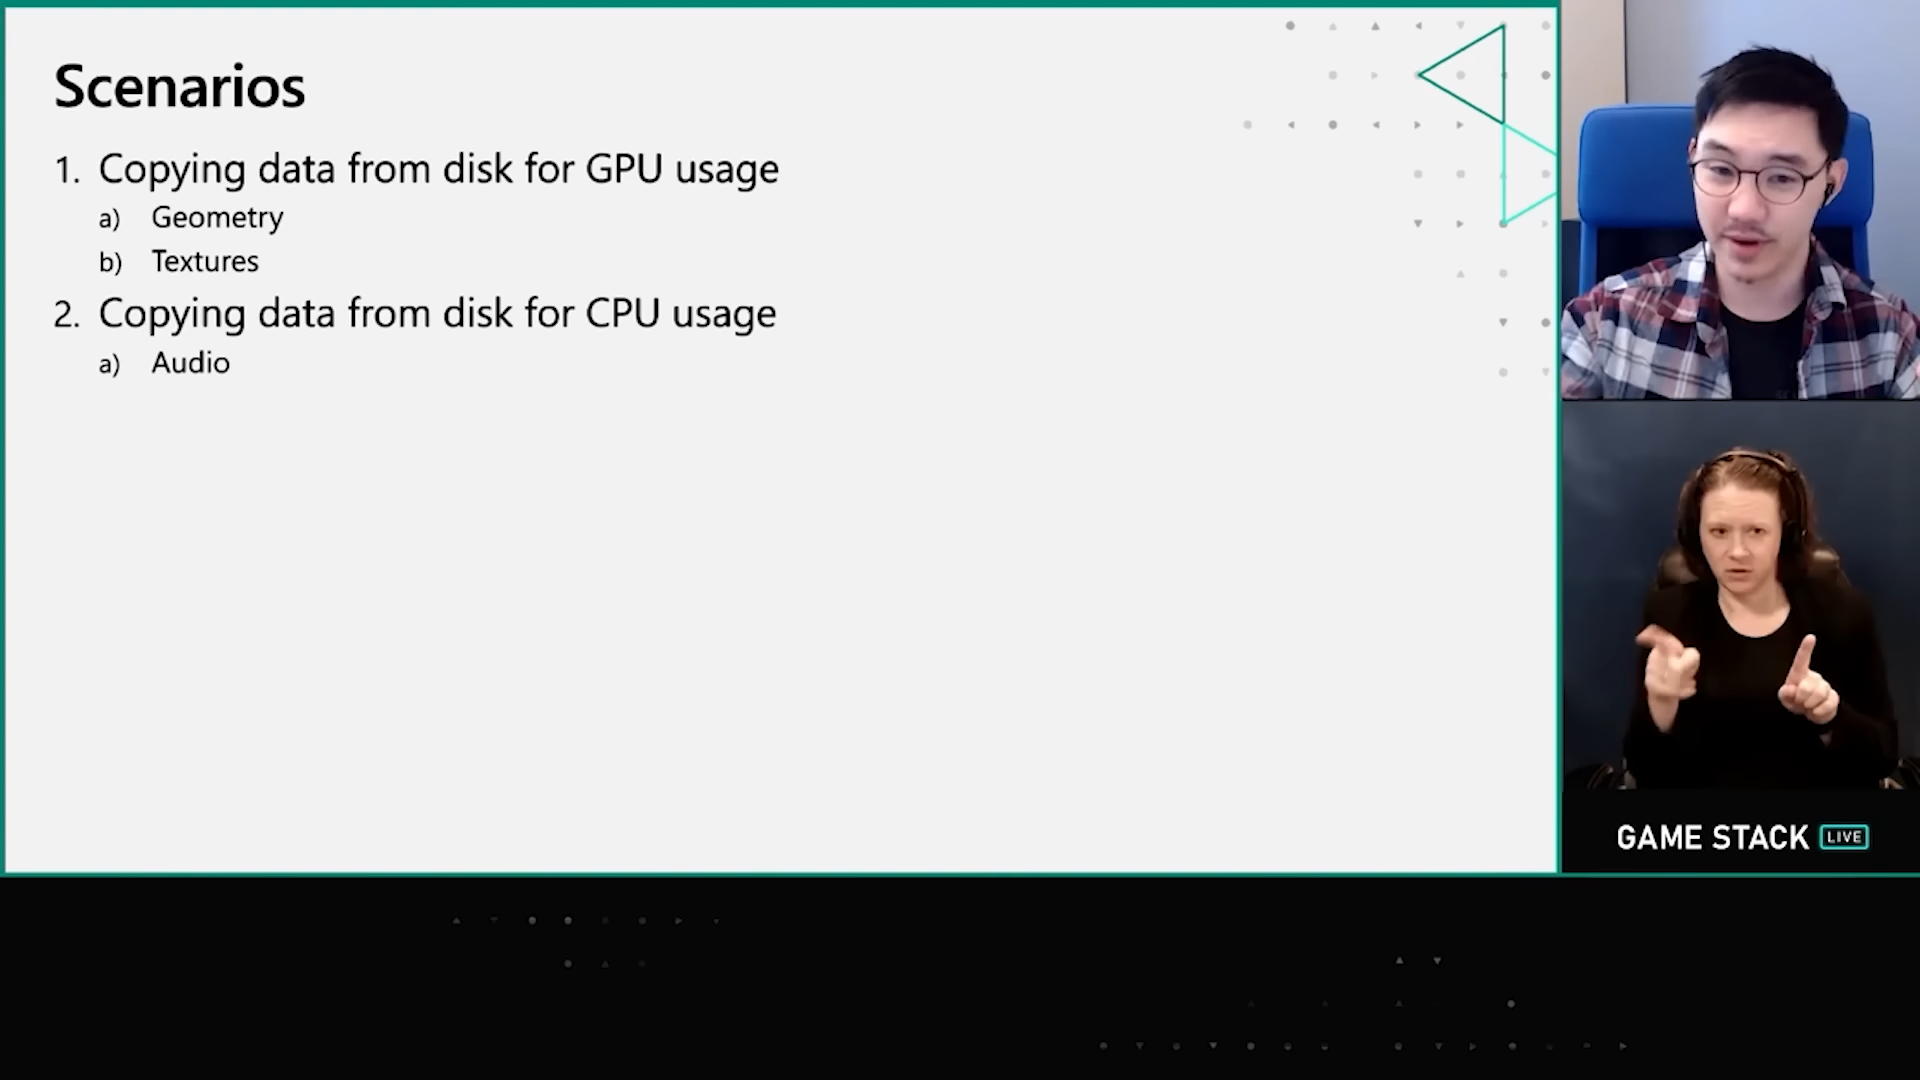 Scenarios
1. Copying data from disk for GPU usage
a) Geometry
b) Textures
2. Copying data from disk for CPU usage
a) Audio
GAME STACK LIVE